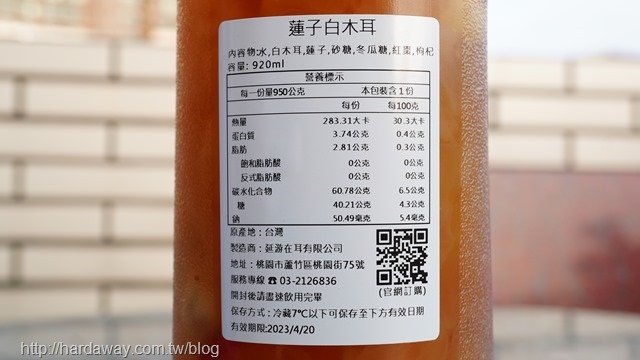 蓮子白木耳
內容物:水,白木耳,蓮子,砂糖,冬瓜糖,紅棗,枸杞
容量: 920ml
營養標示
每一份量950公克 本包裝含1份
每份 每100克
熱量 283.31大卡 30.3大卡
蛋白質 3.74公克 0.4公克
脂肪 2.81公克 0.3公克
飽和脂肪酸 0公克 0公克
反式脂肪酸 0公克 0公克
碳水化合物 60.78公克 6.5公克
糖 40.21公克 4.3公克
鈉 50.49毫克 5.4毫克
原產地:台灣
製造商:延游在耳有限公司
地址:桃園市蘆竹區桃園街75號
服務專線☎03-2126836
(官網訂購)
開封後請盡速飲用完畢
保存方式:冷藏7℃以下可保存至下方有效日期
有效期限:2023/4/20
http://hardaway.com.tw/blog